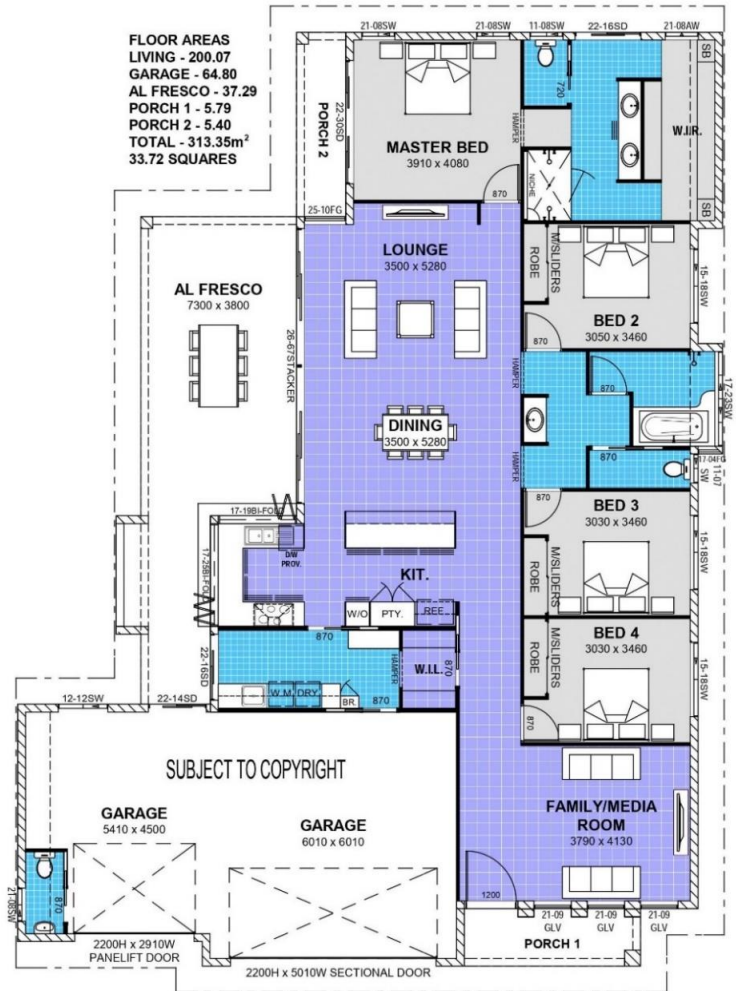 FLOOR AREAS
LIVING - 200.07
GARAGE - 64.80
AL FRESCO - 37.29
PORCH 1 - 5.79
PORCH 2 - 5.40
TOTAL - 313.35m²
33.72 SQUARES
21-08SW
21-08SW
11-08SW
22-16SD
21-08AW
PORCH 2
22-30SD
MASTER BED
3910 x 4080
720
HAMPER
W.I.R.
SB
SB
NICHE
870
25-10FG
LOUNGE
3500 x 5280
ROBE
M/SLIDERS
BED 2
3050 x 3460
15-18SW
870
AL FRESCO
7300 x 3800
26-67STACKER
HAMPER
870
17-23SW
DINING
3500 x 5280
HAMPER
870
17-04FG
11-07
SW
870
BED 3
3030 x 3460
15-18SW
ROBE
M/SLIDERS
17-19BI-FOLD
17-25BI-FOLD
D/W
PROV.
KIT.
W/O
PTY.
REF.
870
22-16SD
HAMPER
W.I.L.
870
W.M.
DRY.
BR.
870
BED 4
3030 x 3460
15-18SW
ROBE
M/SLIDERS
870
12-12SW
22-14SD
SUBJECT TO COPYRIGHT
GARAGE
5410 x 4500
GARAGE
6010 x 6010
FAMILY/MEDIA
ROOM
3790 x 4130
21-08SW
870
1200
21-09
GLV
21-09
GLV
21-09
GLV
PORCH 1
2200H x 2910W
PANELIFT DOOR
2200H x 5010W SECTIONAL DOOR